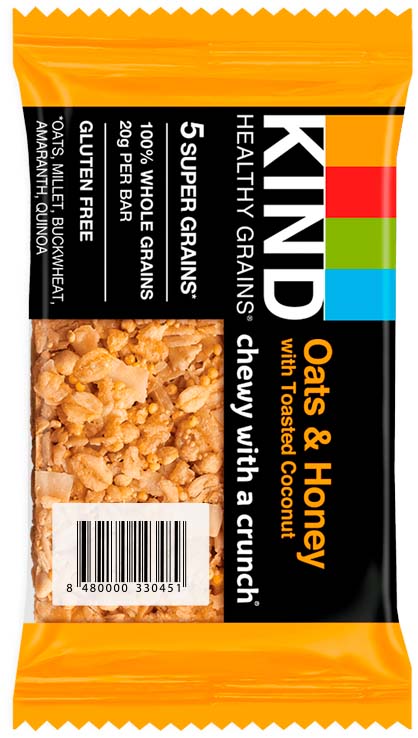 KIND
HEALTHY GRAINS®
Oats & Honey
with Toasted Coconut
chewy with a crunch®
5 SUPER GRAINS*
100% WHOLE GRAINS
20g PER BAR
GLUTEN FREE
*OATS, MILLET, BUCKWHEAT,
AMARANTH, QUINOA
8 480000 330451